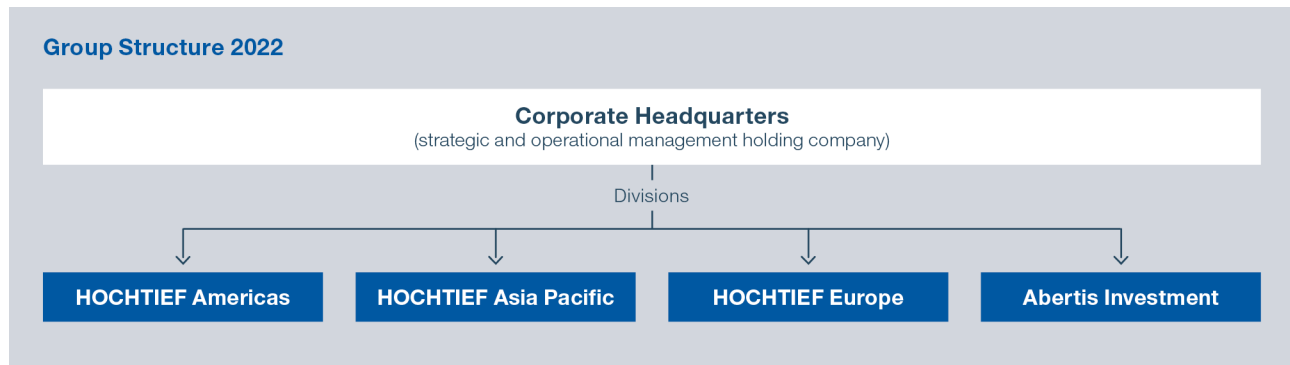 Group Structure 2022
Corporate Headquarters
(strategic and operational management holding company)
Divisions
HOCHTIEF Americas
HOCHTIEF Asia Pacific
HOCHTIEF Europe
Abertis Investment